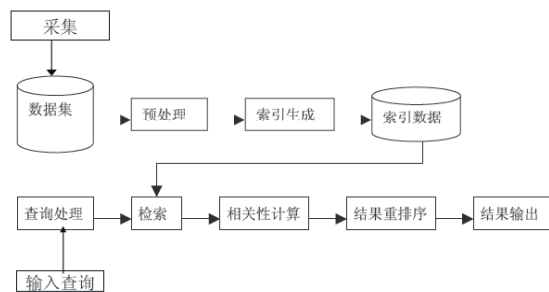 采集
数据集
预处理
索引生成
索引数据
查询处理
检索
相关性计算
结果重排序
结果输出
输入查询